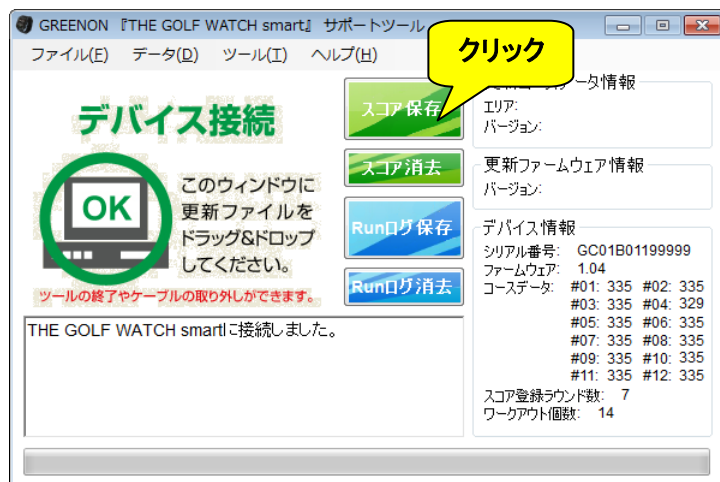 GREENON 『THE GOLF WATCH smart』 サポートツール
ファイル(F) データ(D) ツール(T) ヘルプ(H)
クリック
デバイス接続
OK
このウィンドウに
更新ファイルを
ドラッグ&ドロップ
してください。
ツールの終了やケーブルの取り外しができます。
スコア保存
スコア消去
Runログ保存
Runログ消去
ータ情報
エリア:
バージョン:
更新ファームウェア情報
バージョン:
デバイス情報
シリアル番号: GC01B01199999
ファームウェア: 1.04
コースデータ: #01: 335 #02: 335
#03: 335 #04: 329
#05: 335 #06: 335
#07: 335 #08: 335
#09: 335 #10: 335
#11: 335 #12: 335
スコア登録ラウンド数: 7
ワークアウト個数: 14
THE GOLF WATCH smartに接続しました。